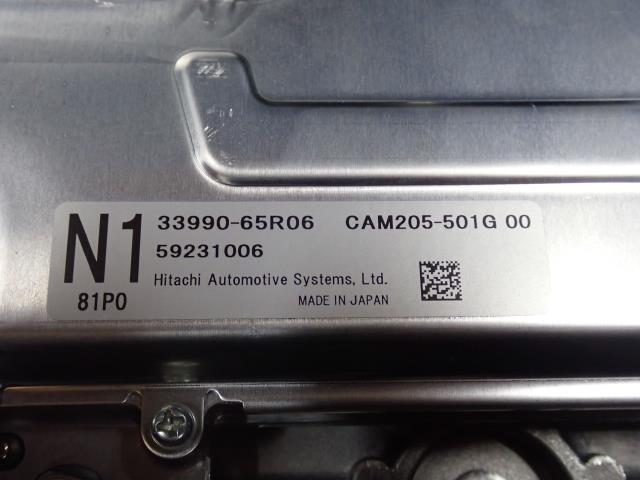 N1 33990-65R06 CAM205-501G 00
59231006
81P0 Hitachi Automotive Systems, Ltd.
MADE IN JAPAN